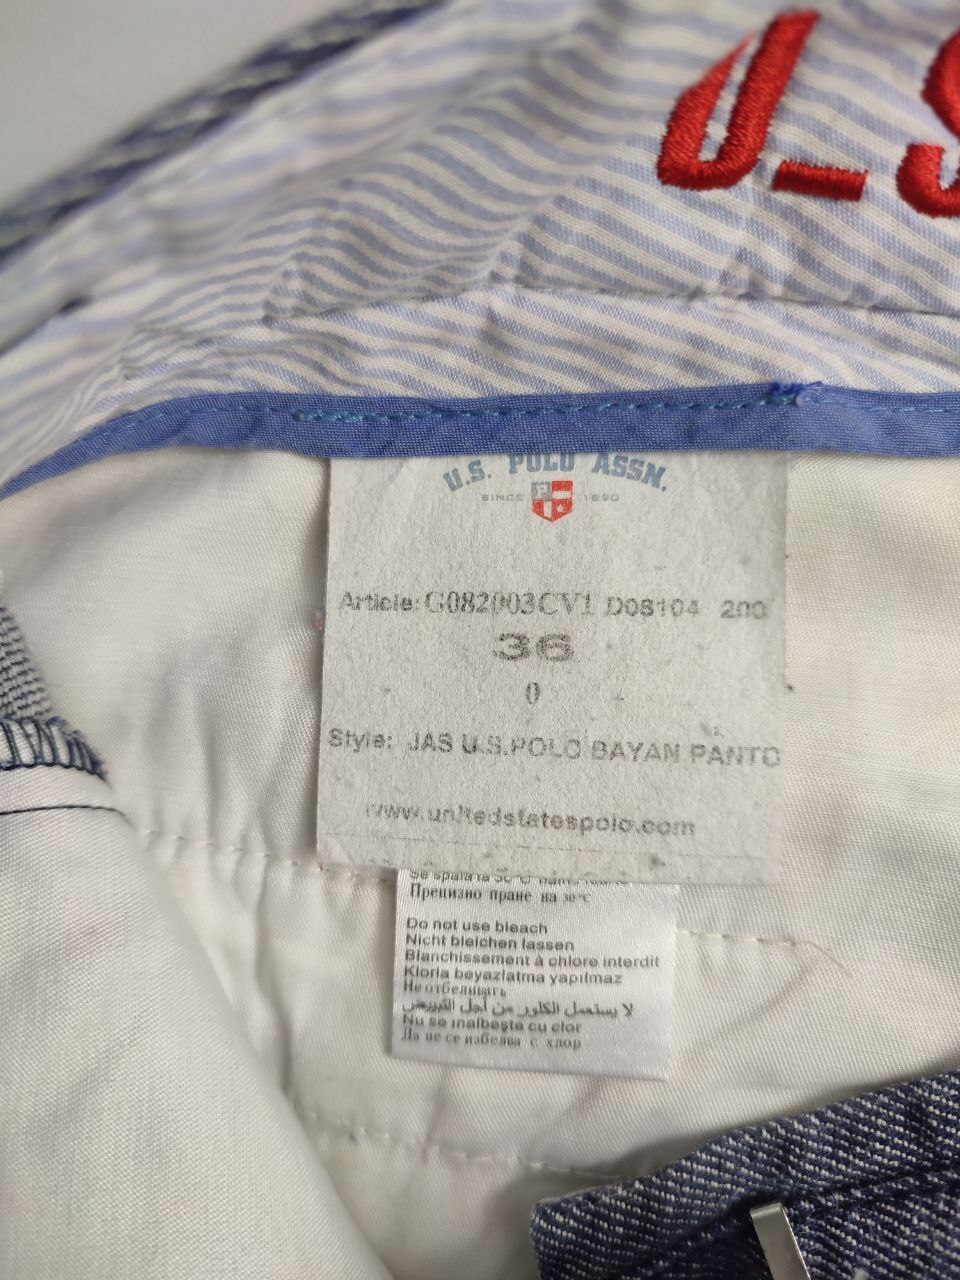 U.S
U.S. POLO ASSN.
SINCE 1890
Article: G082003CV1 D08104 200
36
0
Style: JAS U.S.POLO BAYAN PANTO
www.unitedstatespolo.com
Прецизно пране на 30°C
Do not use bleach
Nicht bleichen lassen
Blanchissement à chlore interdit
Kloria beyazlatma yapılmaz
Не отбеливать
لا يستعمل الكلور من أجل التبييض
Nu se inalbeşte cu clor
Да не се избелва с хлор